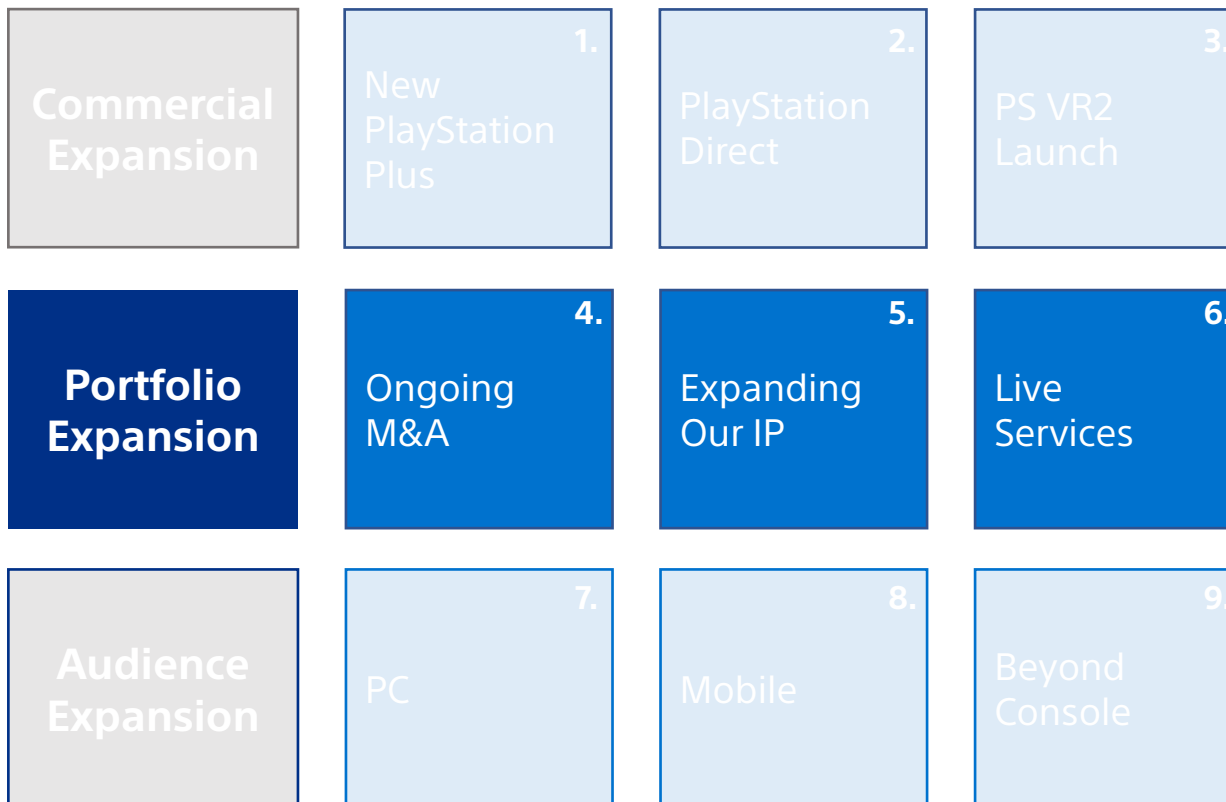 Commercial
Expansion
1.
New
PlayStation
Plus
2.
PlayStation
Direct
3.
PS VR2
Launch
Portfolio
Expansion
4.
Ongoing
M&A
5.
Expanding
Our IP
6.
Live
Services
Audience
Expansion
7.
PC
8.
Mobile
9.
Beyond
Console